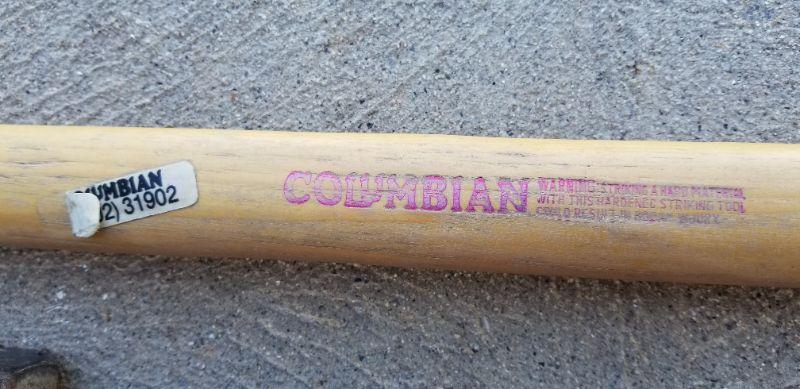 UMBIAN
2) 31902
COLUMBIAN
WARNING: STRIKING A HARD MATERIAL
WITH THIS HARDENED STRIKING TOOL
COULD RESULT IN BODILY INJURY.